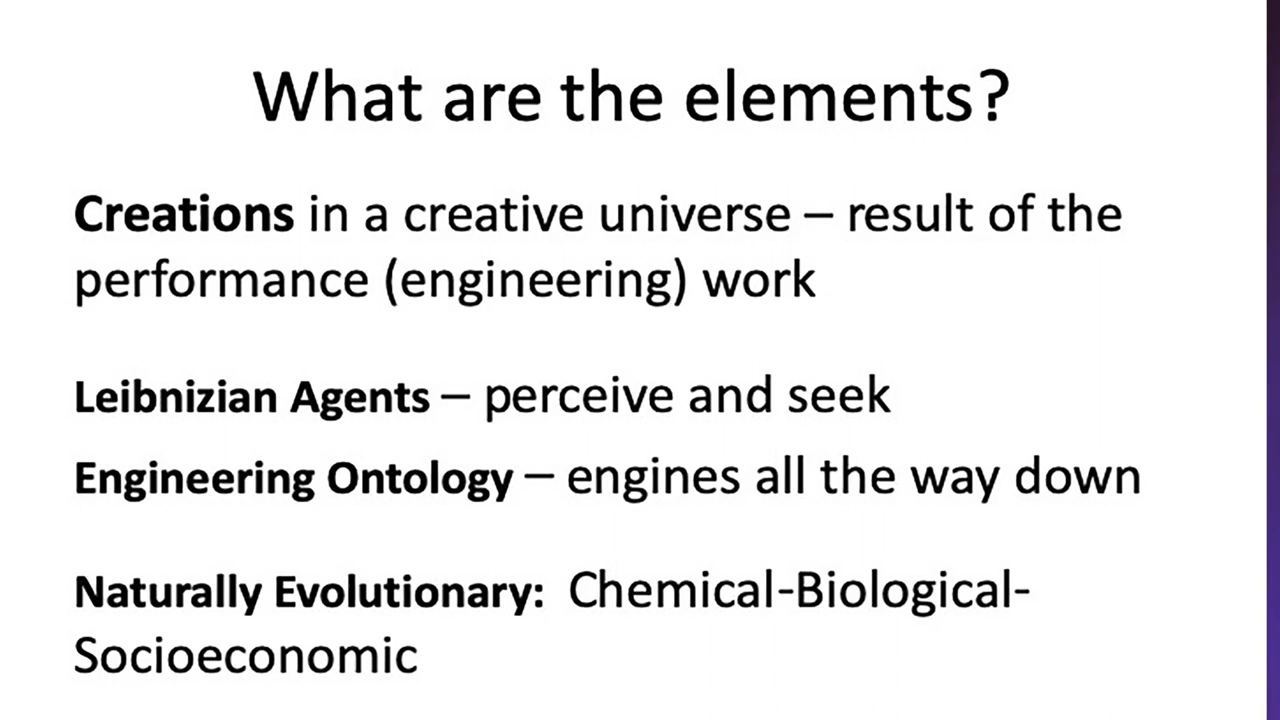 What are the elements?
Creations in a creative universe – result of the
performance (engineering) work
Leibnizian Agents – perceive and seek
Engineering Ontology – engines all the way down
Naturally Evolutionary: Chemical-Biological-
Socioeconomic